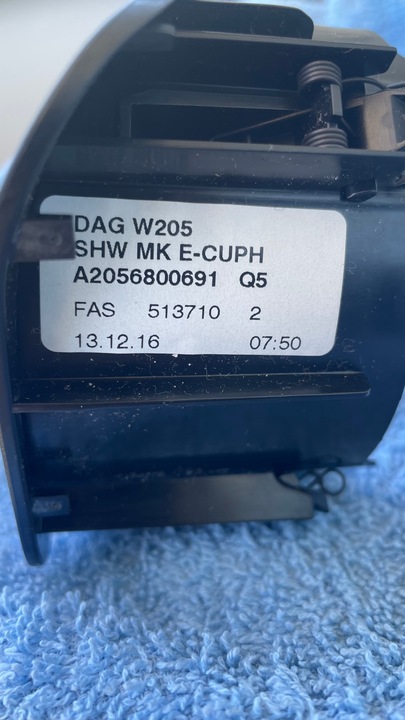 DAG W205
SHW MK E-CUPH
A2056800691 Q5
FAS 513710 2
13.12.16 07:50